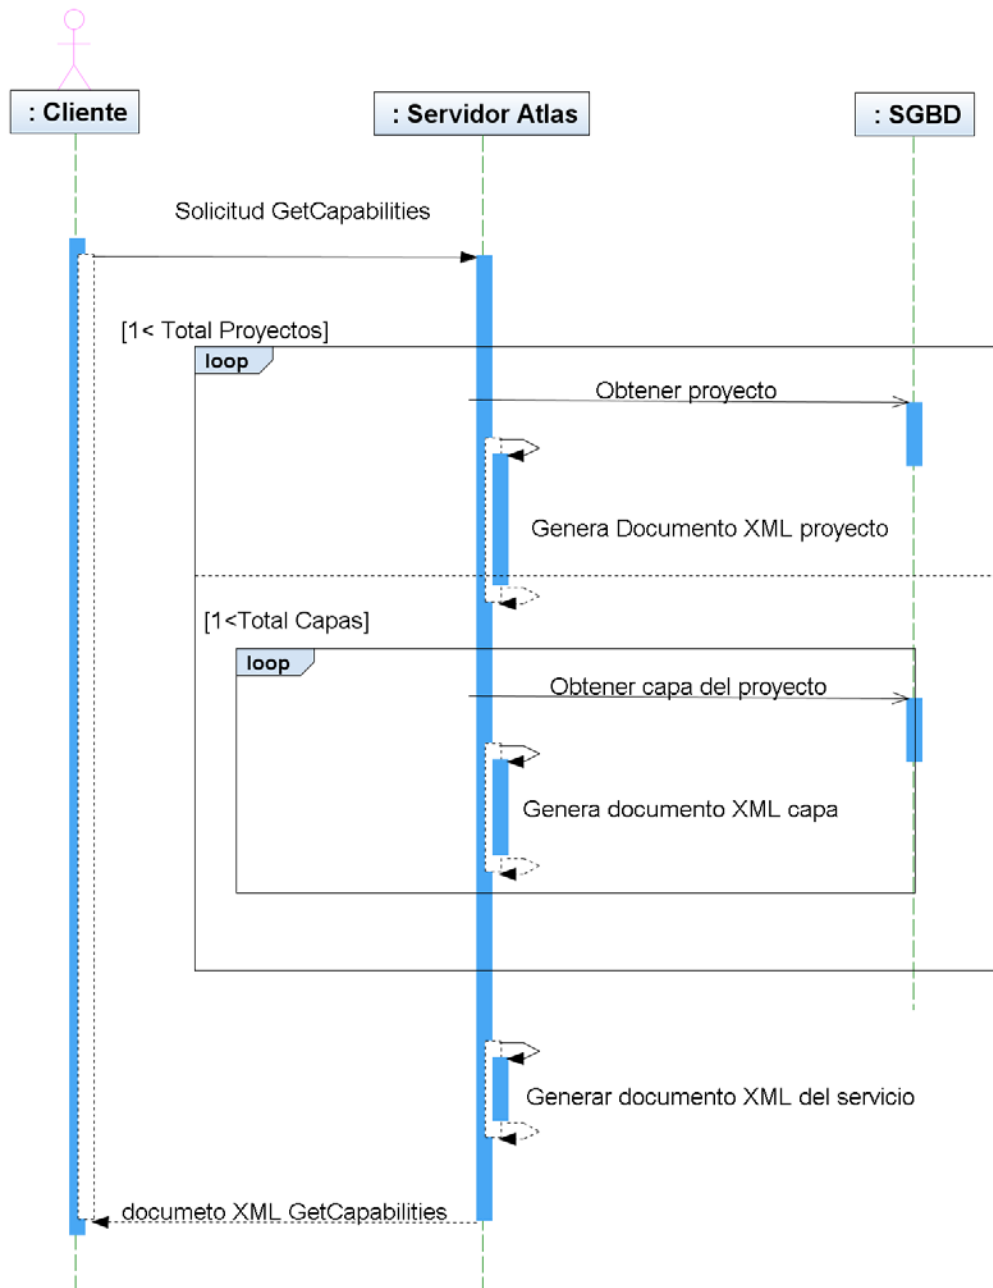 : Cliente
: Servidor Atlas
: SGBD
Solicitud GetCapabilities
[1< Total Proyectos]
loop
Obtener proyecto
Genera Documento XML proyecto
[1<Total Capas]
loop
Obtener capa del proyecto
Genera documento XML capa
Generar documento XML del servicio
documeto XML GetCapabilities